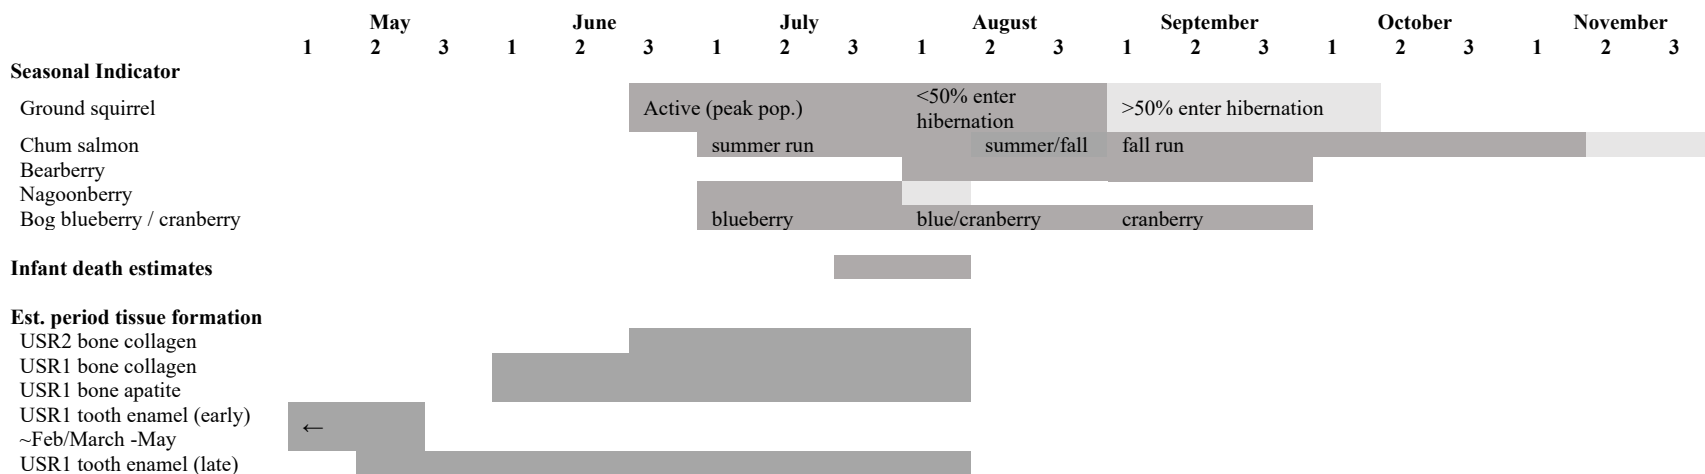 May June July August September October November
1 2 3 1 2 3 1 2 3 1 2 3 1 2 3 1 2 3 1 2 3
Seasonal Indicator
Ground squirrel Active (peak pop.) <50% enter hibernation >50% enter hibernation
Chum salmon summer run summer/fall fall run
Bearberry
Nagoonberry
Bog blueberry / cranberry blueberry blue/cranberry cranberry
Infant death estimates
Est. period tissue formation
USR2 bone collagen
USR1 bone collagen
USR1 bone apatite
USR1 tooth enamel (early) ←
~Feb/March -May
USR1 tooth enamel (late)